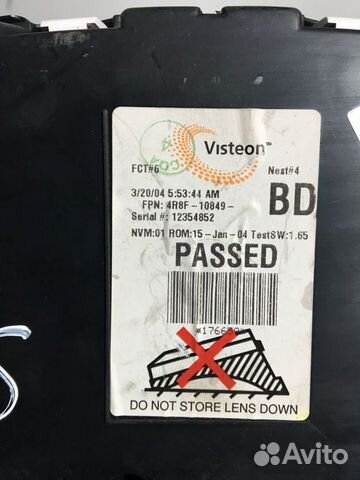 Visteon™
FCT#6 Nest#4
3/20/04 5:53:44 AM
FPN: 4R8F-10849- BD
Serial#: 12354852
NVM:01 ROM:15-Jan-04 TestSW:1.65
PASSED
DO NOT STORE LENS DOWN
Avito